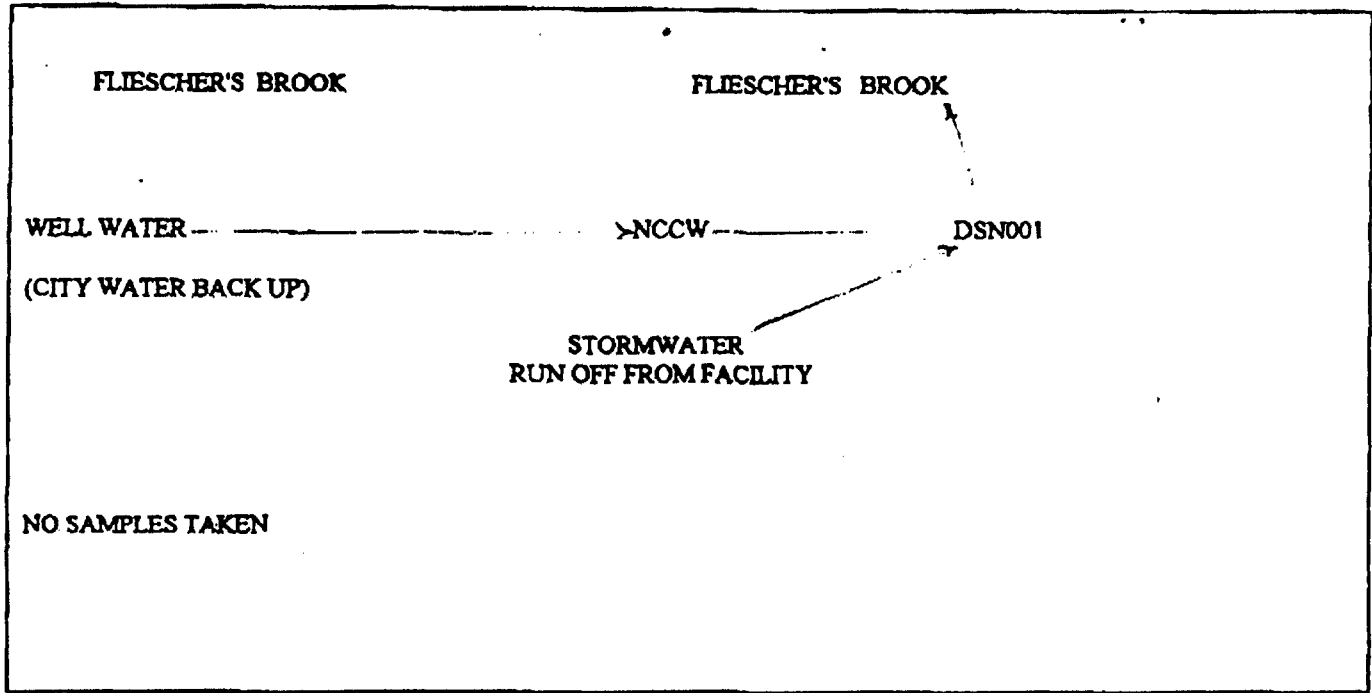 FLIESCHER'S BROOK FLIESCHER'S BROOK
WELL WATER NCCW DSN001
(CITY WATER BACK UP)
STORMWATER
RUN OFF FROM FACILITY
NO SAMPLES TAKEN